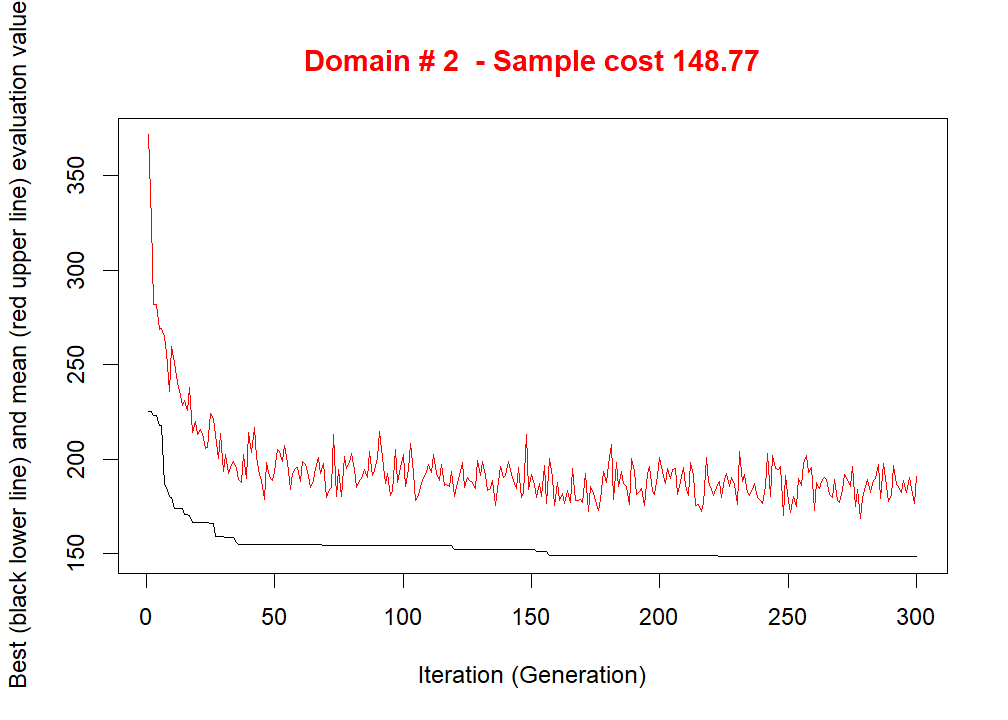 Domain # 2  - Sample cost 148.77
Best (black lower line) and mean (red upper line) evaluation value
350
300
250
200
150
0 50 100 150 200 250 300
Iteration (Generation)